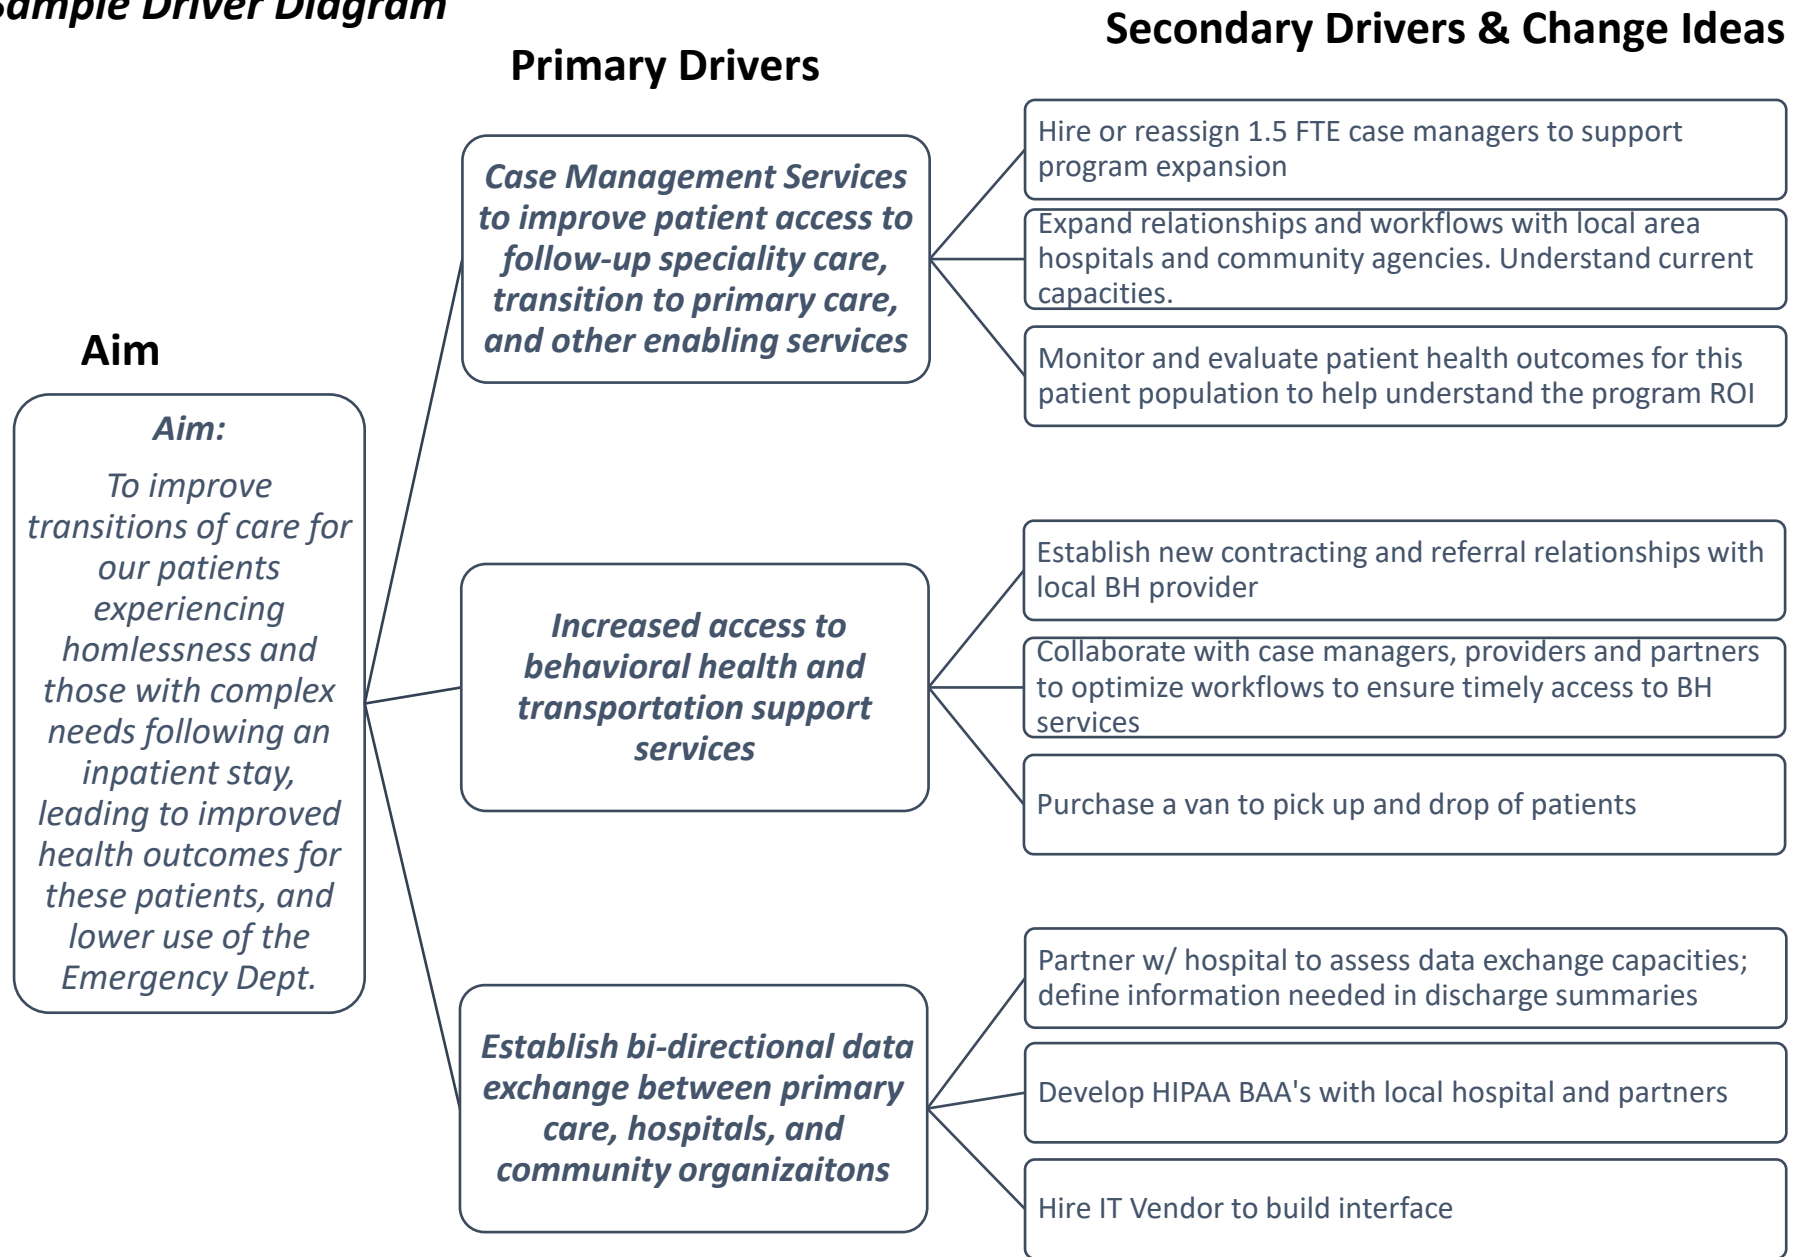 Sample Driver Diagram
Primary Drivers
Secondary Drivers & Change Ideas
Aim
Aim:
To improve
transitions of care for
our patients
experiencing
homlessness and
those with complex
needs following an
inpatient stay,
leading to improved
health outcomes for
these patients, and
lower use of the
Emergency Dept.
Case Management Services
to improve patient access to
follow-up speciality care,
transition to primary care,
and other enabling services
Hire or reassign 1.5 FTE case managers to support
program expansion
Expand relationships and workflows with local area
hospitals and community agencies. Understand current
capacities.
Monitor and evaluate patient health outcomes for this
patient population to help understand the program ROI
Increased access to
behavioral health and
transportation support
services
Establish new contracting and referral relationships with
local BH provider
Collaborate with case managers, providers and partners
to optimize workflows to ensure timely access to BH
services
Purchase a van to pick up and drop of patients
Establish bi-directional data
exchange between primary
care, hospitals, and
community organizaitons
Partner w/ hospital to assess data exchange capacities;
define information needed in discharge summaries
Develop HIPAA BAA's with local hospital and partners
Hire IT Vendor to build interface